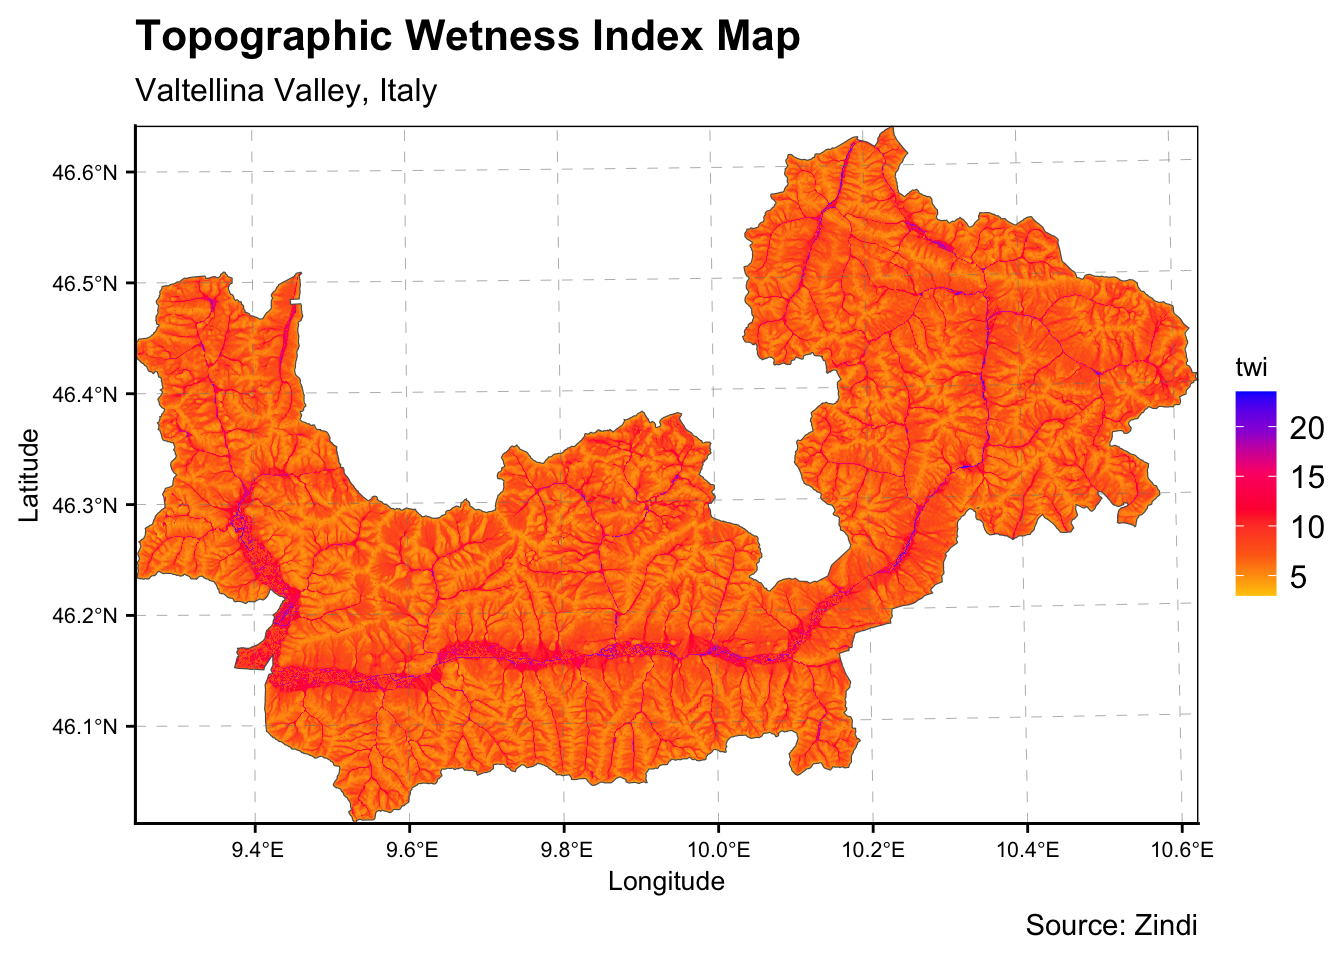 Topographic Wetness Index Map
Valtellina Valley, Italy
46.6°N
46.5°N
46.4°N
46.3°N
46.2°N
46.1°N
Latitude
9.4°E 9.6°E 9.8°E 10.0°E 10.2°E 10.4°E 10.6°E
Longitude
twi
20
15
10
5
Source: Zindi